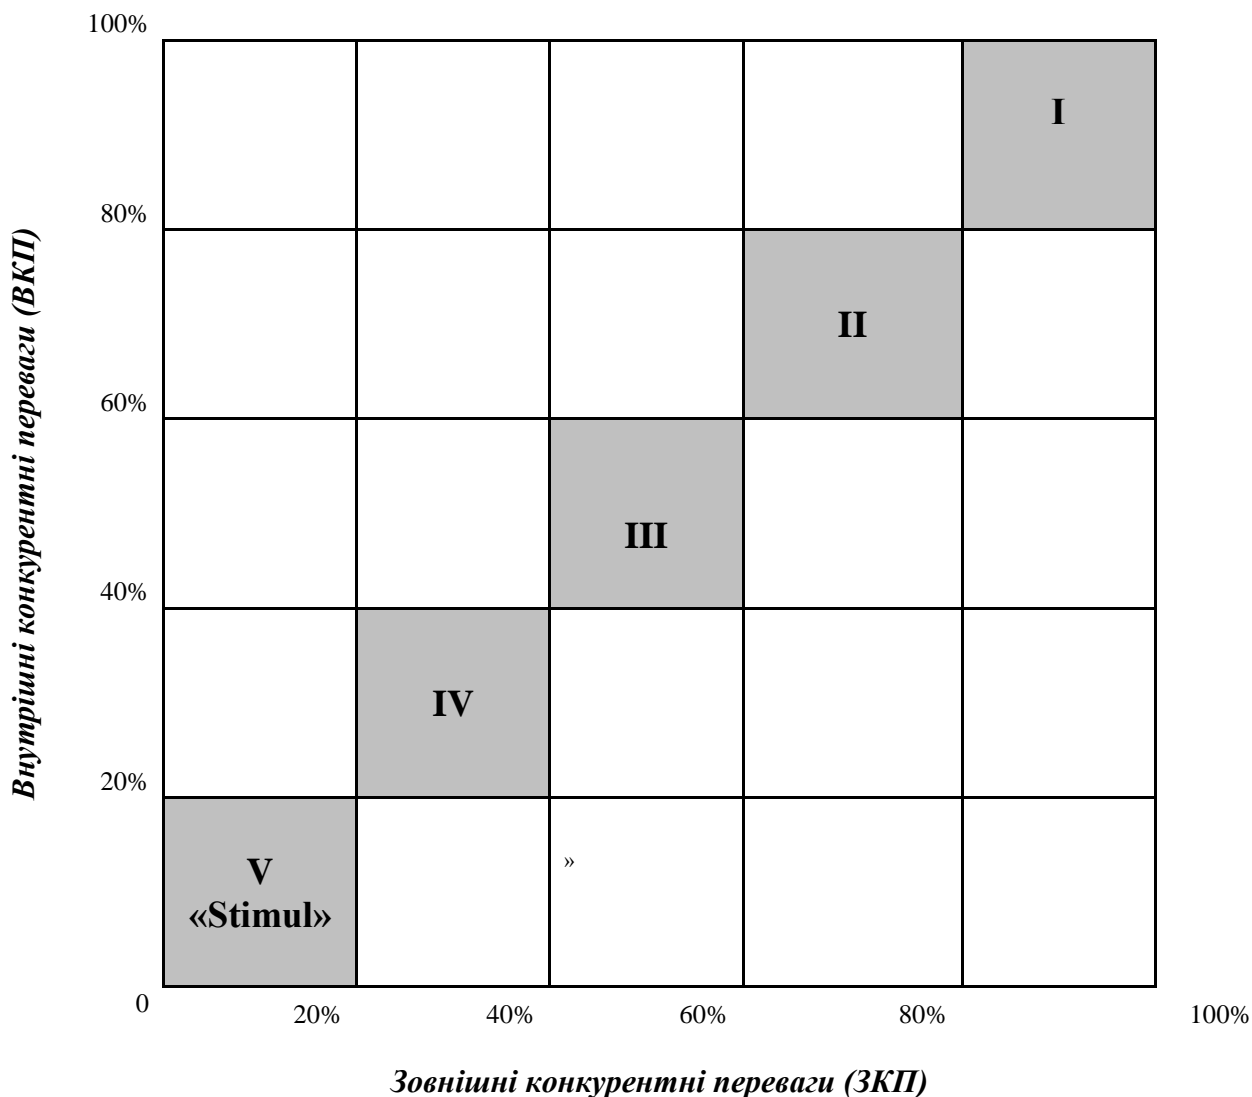 100%
I
80%
II
60%
III
40%
IV
20%
V
«Stimul»
»
0
20%
40%
60%
80%
100%
Внутрішні конкурентні переваги (ВКП)
Зовнішні конкурентні переваги (ЗКП)